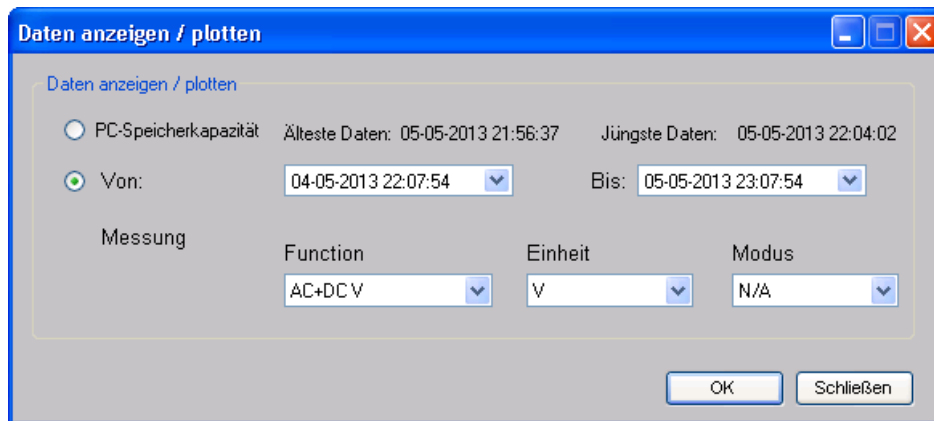 Daten anzeigen / plotten
Daten anzeigen / plotten
PC-Speicherkapazität Älteste Daten: 05-05-2013 21:56:37 Jüngste Daten: 05-05-2013 22:04:02
Von: 04-05-2013 22:07:54 Bis: 05-05-2013 23:07:54
Messung
Function Einheit Modus
AC+DC V V N/A
OK Schließen